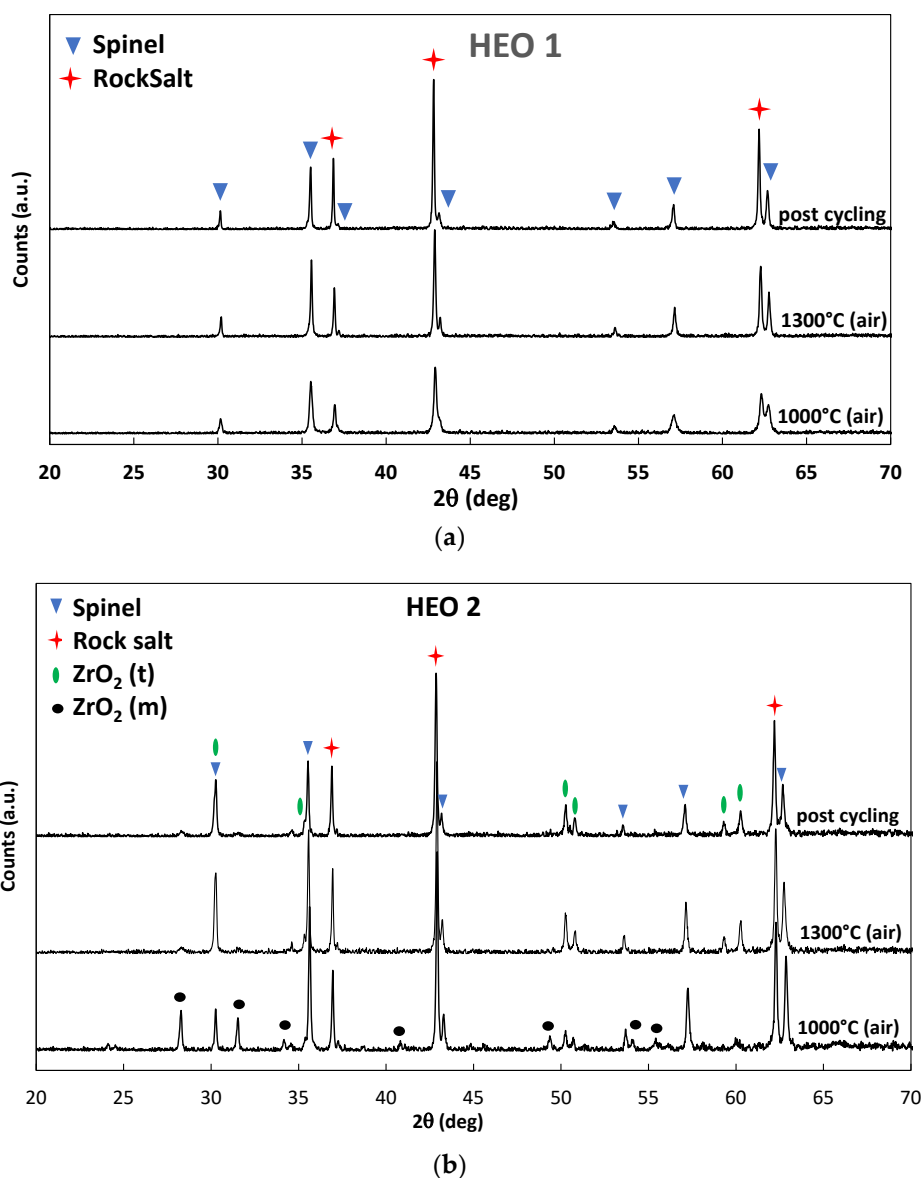 HEO 1
Spinel
RockSalt
Counts (a.u.)
post cycling
1300°C (air)
1000°C (air)
20 25 30 35 40 45 50 55 60 65 70
2θ (deg)
(a)
HEO 2
Spinel
Rock salt
ZrO₂ (t)
ZrO₂ (m)
Counts (a.u.)
post cycling
1300°C (air)
1000°C (air)
20 25 30 35 40 45 50 55 60 65 70
2θ (deg)
(b)